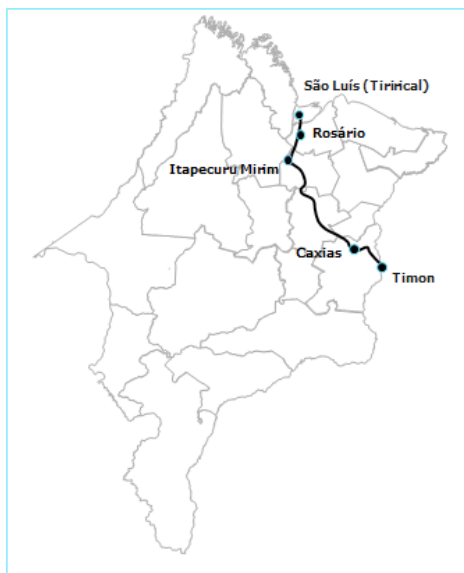 São Luís (Tirirical)
Rosário
Itapecuru Mirim
Caxias
Timon